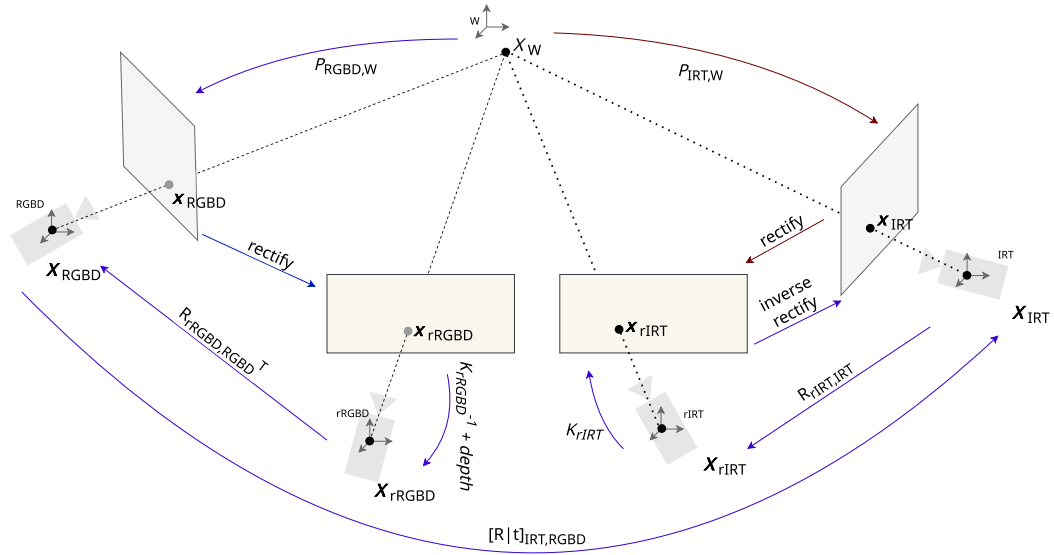 W
X W
P RGBD,W
P IRT,W
RGBD
x RGBD
x IRT
IRT
rectify
rectify
X RGBD
inverse
rectify
X IRT
R rRGBD,RGBD T
x rRGBD
x rIRT
K rRGBD -1 + depth
R rIRT,IRT
rRGBD
rIRT
K rIRT
X rRGBD
X rIRT
[R|t] IRT,RGBD